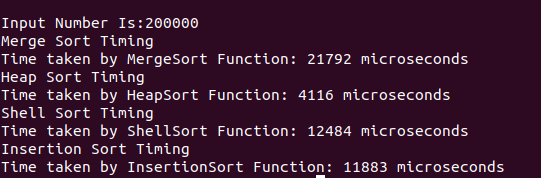 Input Number Is:200000
Merge Sort Timing
Time taken by MergeSort Function: 21792 microseconds
Heap Sort Timing
Time taken by HeapSort Function: 4116 microseconds
Shell Sort Timing
Time taken by ShellSort Function: 12484 microseconds
Insertion Sort Timing
Time taken by InsertionSort Function: 11883 microseconds